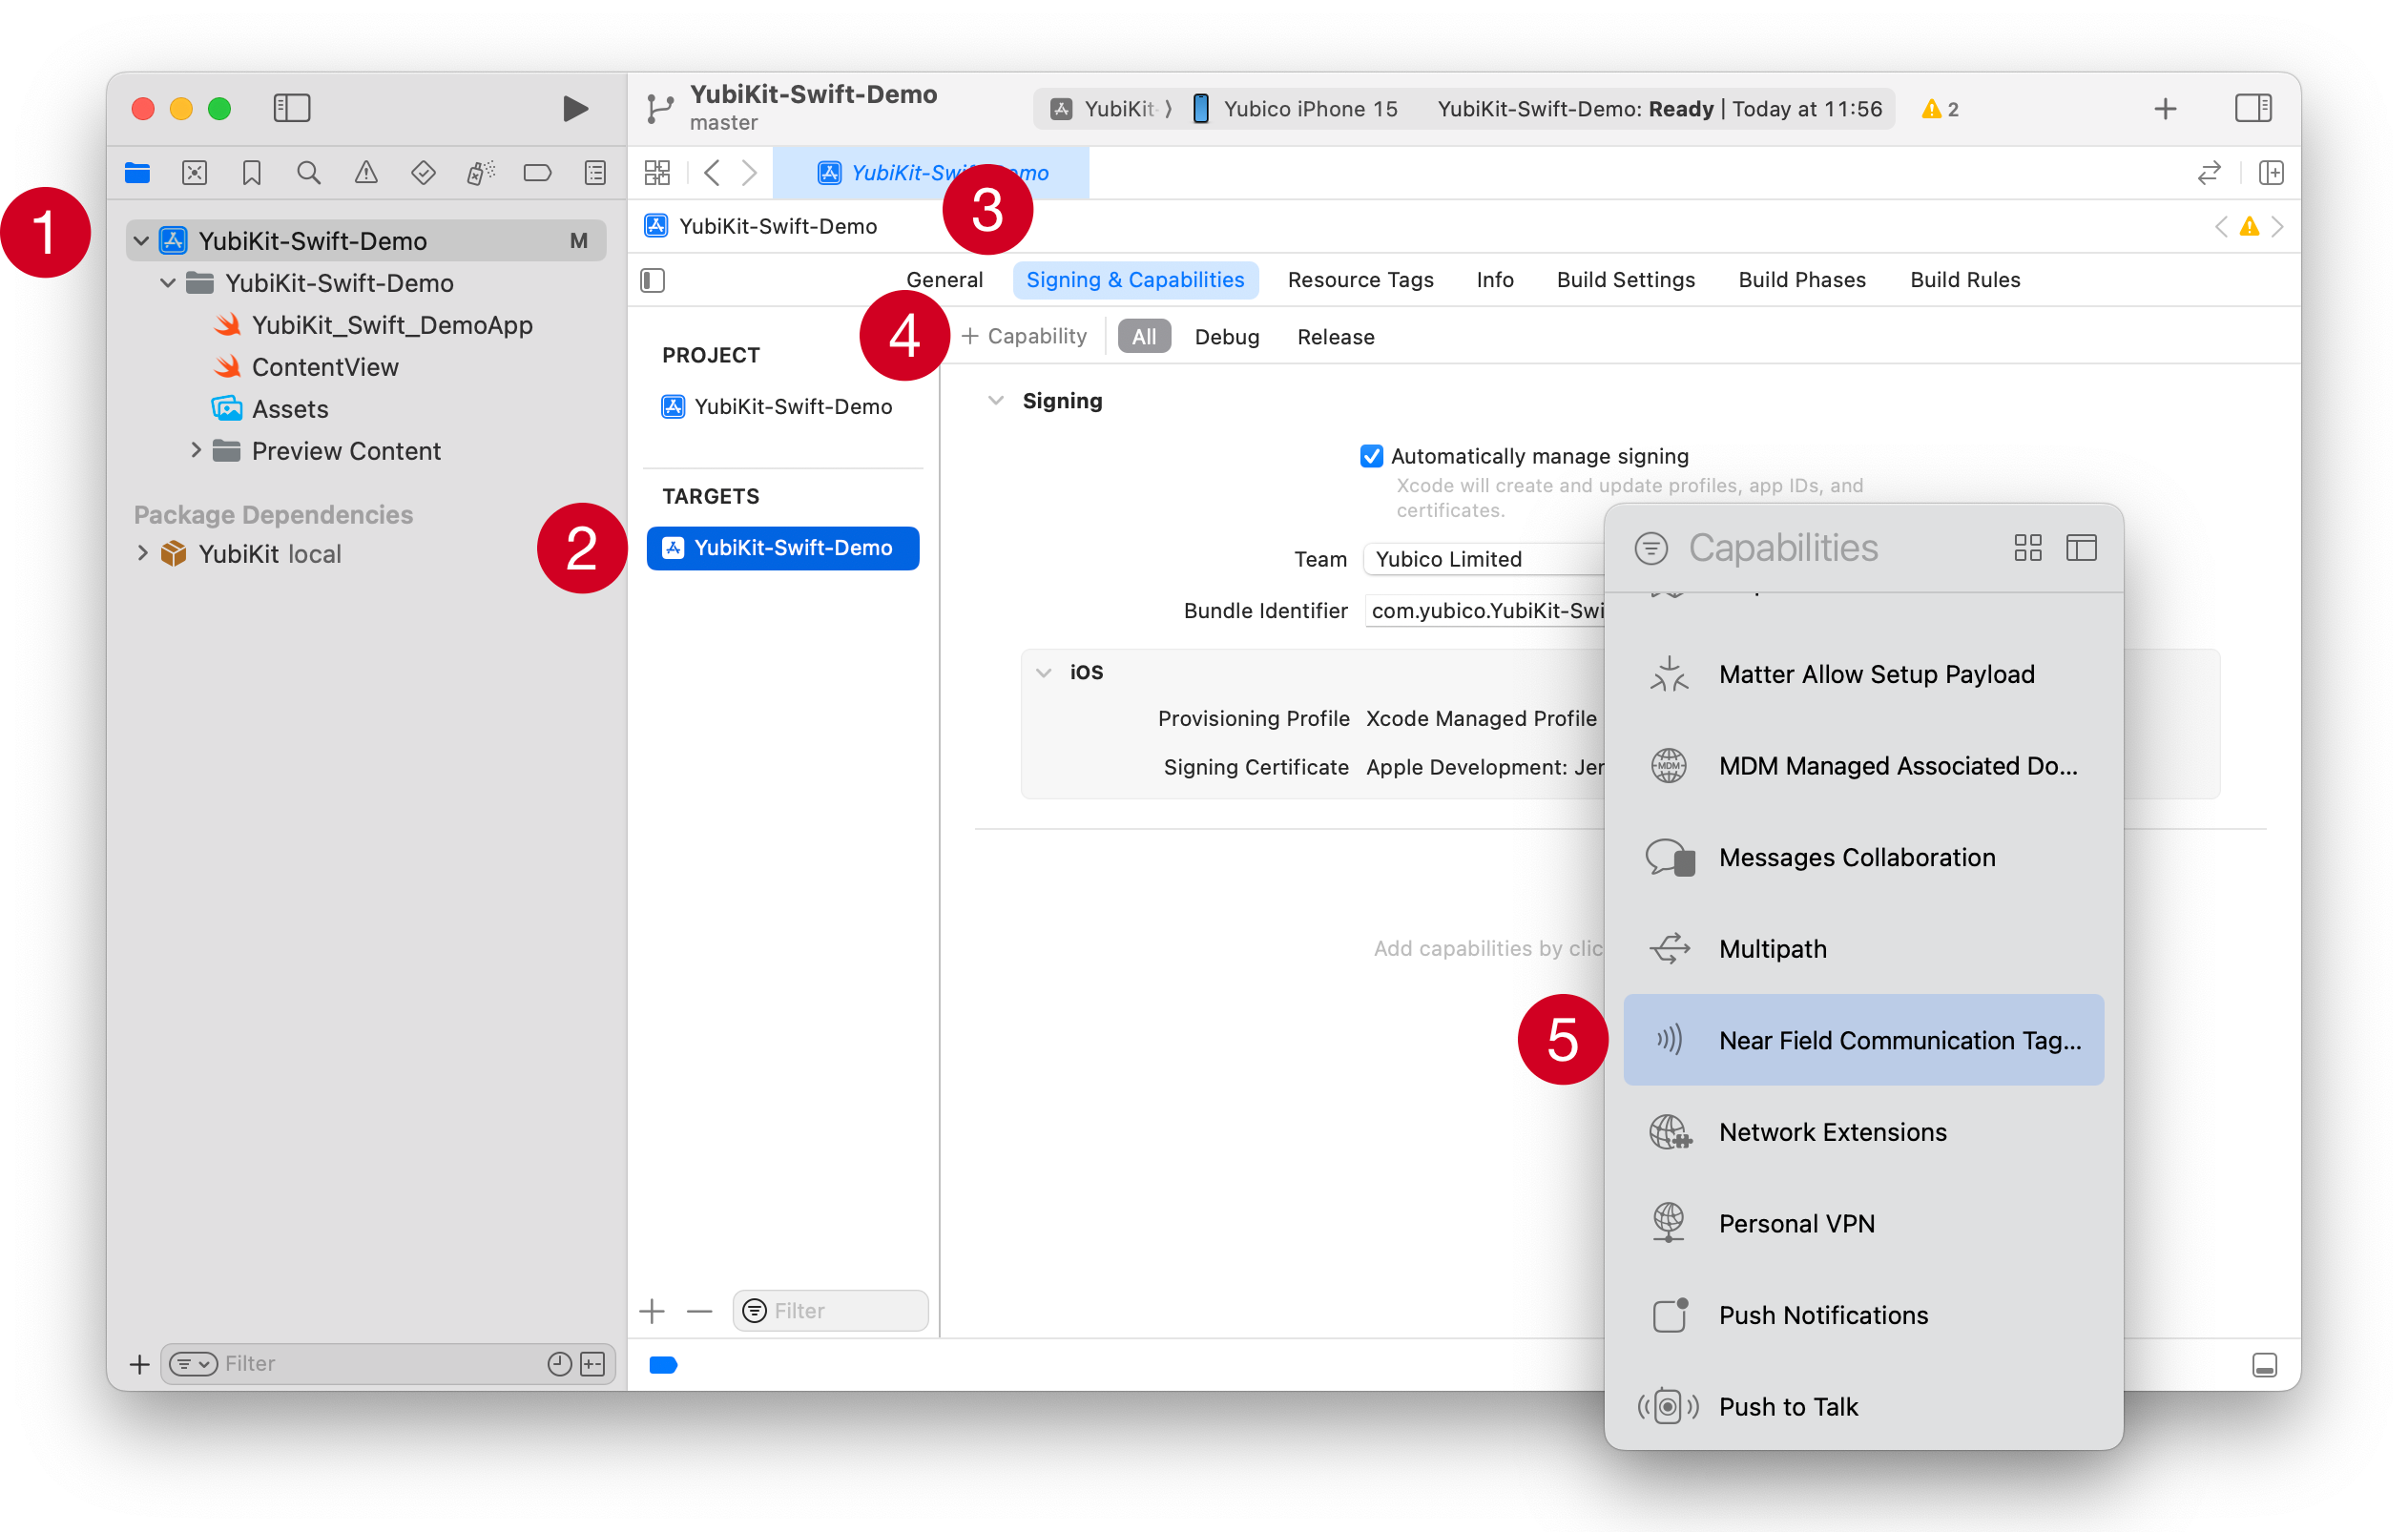 YubiKit-Swift-Demo
master
YubiKit
Yubico iPhone 15
YubiKit-Swift-Demo: Ready | Today at 11:56
2
1
YubiKit-Swift-Demo
M
YubiKit-Swift-Demo
YubiKit_Swift_DemoApp
ContentView
Assets
Preview Content
Package Dependencies
YubiKit local
Filter
YubiKit-Sw mo
3
YubiKit-Swift-Demo
General
Signing & Capabilities
Resource Tags
Info
Build Settings
Build Phases
Build Rules
4
+ Capability
All
Debug
Release
PROJECT
YubiKit-Swift-Demo
TARGETS
2
YubiKit-Swift-Demo
Filter
Signing
Automatically manage signing
Xcode will create and update profiles, app IDs, and
certificates.
Team
Yubico Limited
Bundle Identifier
com.yubico.YubiKit-Swi
iOS
Provisioning Profile
Xcode Managed Profile
Signing Certificate
Apple Development: Jer
Add capabilities by clic
Capabilities
Matter Allow Setup Payload
MDM
MDM Managed Associated Do...
Messages Collaboration
Multipath
5
Near Field Communication Tag...
Network Extensions
Personal VPN
Push Notifications
Push to Talk